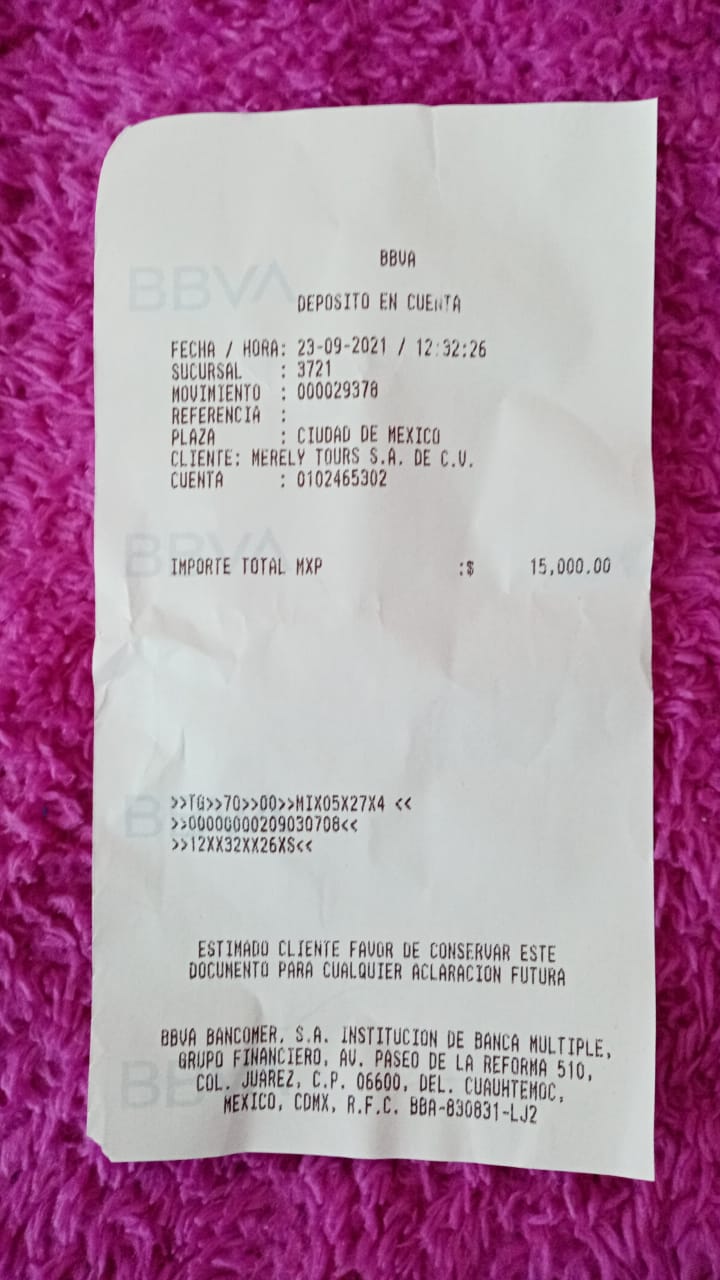 BBVA
BBVA
DEPOSITO EN CUENTA
FECHA / HORA: 23-09-2021 / 12:32:26
SUCURSAL : 3721
MOVIMIENTO : 000029378
REFERENCIA :
PLAZA : CIUDAD DE MEXICO
CLIENTE: MERELY TOURS S.A. DE C.V.
CUENTA : 0102465302
BBVA
IMPORTE TOTAL MXP :$ 15,000.00
>>TG>>70>>00>>MIX05X27X4 <<
>>00000000209030708<<
>>12XX32XX26XS<<
ESTIMADO CLIENTE FAVOR DE CONSERVAR ESTE
DOCUMENTO PARA CUALQUIER ACLARACION FUTURA
BBVA BANCOMER, S.A. INSTITUCION DE BANCA MULTIPLE,
GRUPO FINANCIERO, AV. PASEO DE LA REFORMA 510,
COL. JUAREZ, C.P. 06600, DEL. CUAUHTEMOC,
MEXICO, CDMX, R.F.C. BBA-830831-LJ2